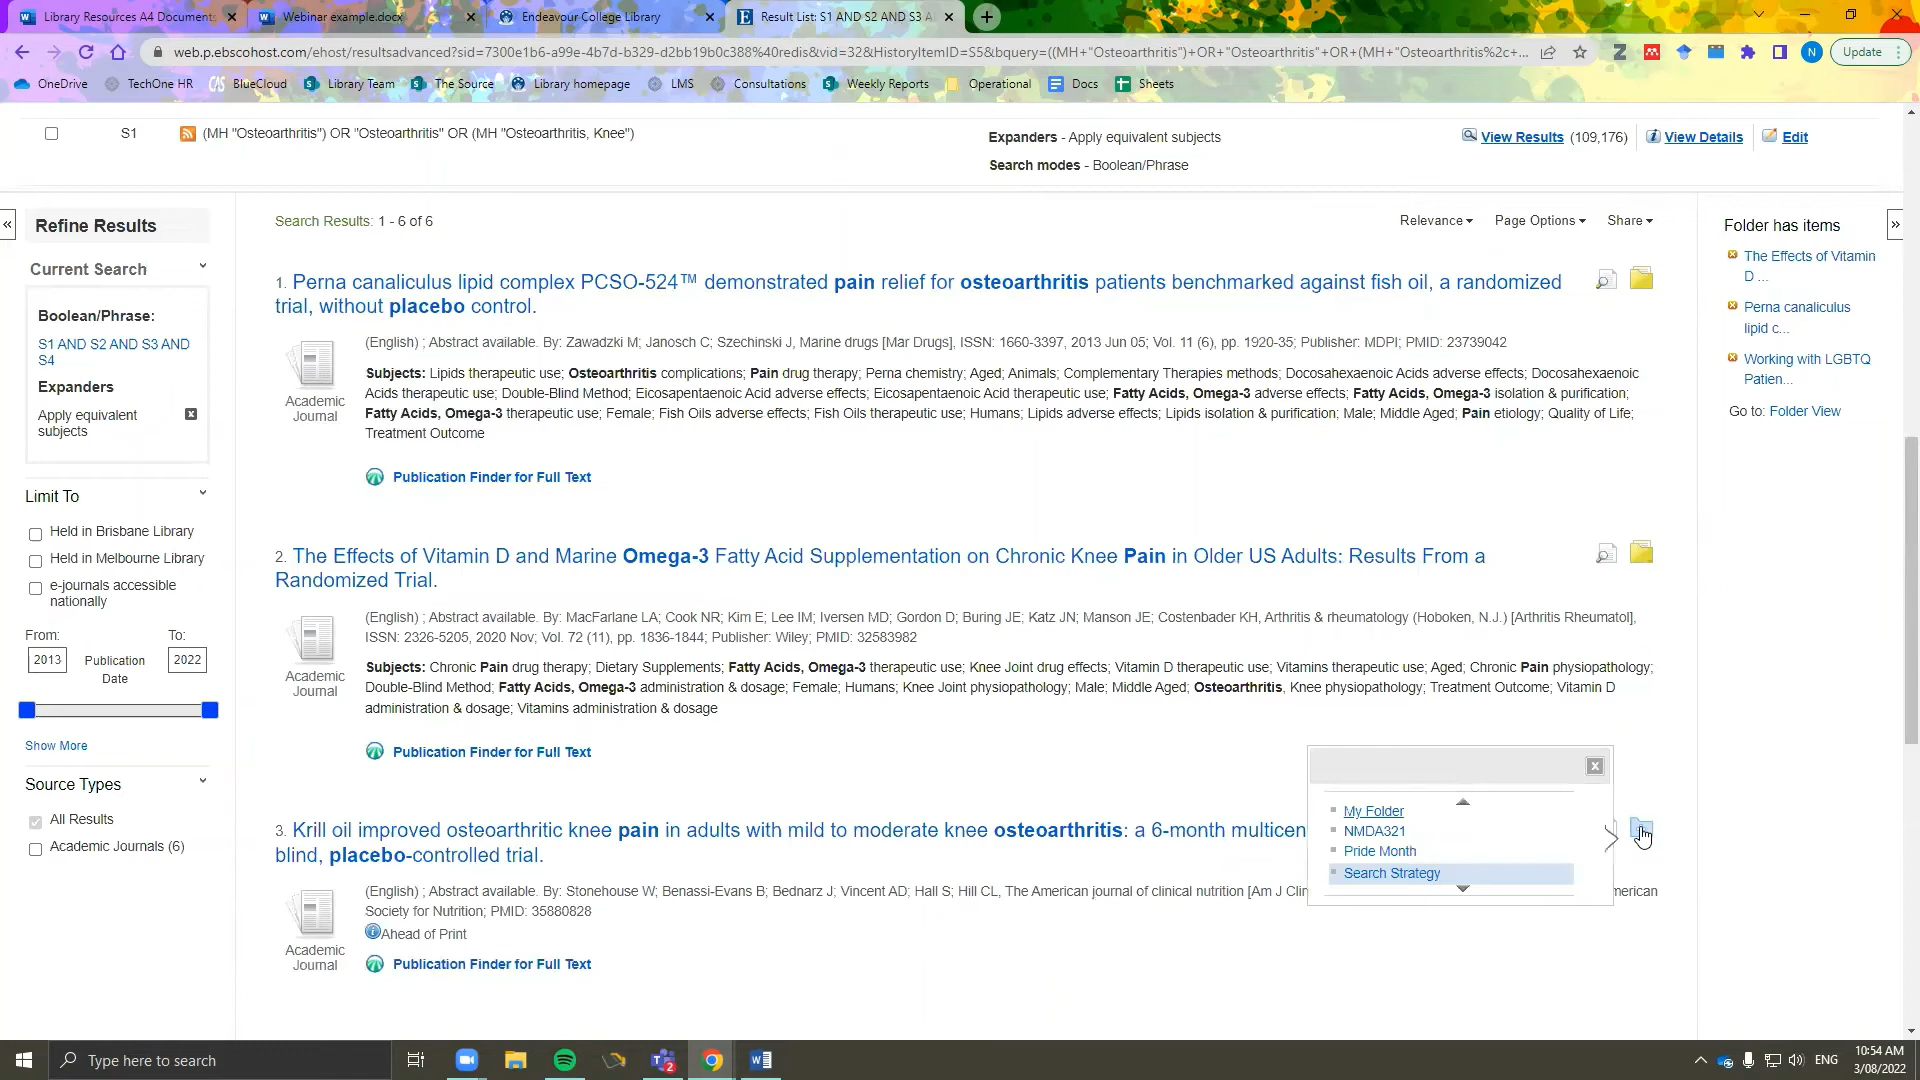 Library Resources A4 Documents
Webinar example.docx
Endeavour College Library
Result List: S1 AND S2 AND S3 A
web.p.ebscohost.com/ehost/resultsadvanced?sid=7300e1b6-a99e-4b7d-b329-d2bb19b0c388%40redis&vid=32&HistoryItemID=S5&bquery=((MH+"Osteoarthritis")+OR+"Osteoarthritis"+OR+(MH+"Osteoarthritis%2c+...
N
Update
OneDrive
TechOne HR
BlueCloud
Library Team
The Source
Library homepage
LMS
Consultations
Weekly Reports
Operational
Docs
Sheets
S1
(MH "Osteoarthritis") OR "Osteoarthritis" OR (MH "Osteoarthritis, Knee")
Expanders - Apply equivalent subjects
Search modes - Boolean/Phrase
View Results (109,176)
View Details
Edit
Refine Results
Current Search
Boolean/Phrase:
S1 AND S2 AND S3 AND
S4
Expanders
Apply equivalent
subjects
Limit To
Held in Brisbane Library
Held in Melbourne Library
e-journals accessible
nationally
From:
To:
2013
Publication
Date
2022
Show More
Source Types
All Results
Academic Journals (6)
Search Results: 1 - 6 of 6
Relevance
Page Options
Share
1. Perna canaliculus lipid complex PCSO-524™ demonstrated pain relief for osteoarthritis patients benchmarked against fish oil, a randomized
trial, without placebo control.
Academic
Journal
(English) ; Abstract available. By: Zawadzki M; Janosch C; Szechinski J, Marine drugs [Mar Drugs], ISSN: 1660-3397, 2013 Jun 05; Vol. 11 (6), pp. 1920-35; Publisher: MDPI; PMID: 23739042
Subjects: Lipids therapeutic use; Osteoarthritis complications; Pain drug therapy; Perna chemistry; Aged; Animals; Complementary Therapies methods; Docosahexaenoic Acids adverse effects; Docosahexaenoic
Acids therapeutic use; Double-Blind Method; Eicosapentaenoic Acid adverse effects; Eicosapentaenoic Acid therapeutic use; Fatty Acids, Omega-3 adverse effects; Fatty Acids, Omega-3 isolation & purification;
Fatty Acids, Omega-3 therapeutic use; Female; Fish Oils adverse effects; Fish Oils therapeutic use; Humans; Lipids adverse effects; Lipids isolation & purification; Male; Middle Aged; Pain etiology; Quality of Life;
Treatment Outcome
Publication Finder for Full Text
2. The Effects of Vitamin D and Marine Omega-3 Fatty Acid Supplementation on Chronic Knee Pain in Older US Adults: Results From a
Randomized Trial.
Academic
Journal
(English) ; Abstract available. By: MacFarlane LA; Cook NR; Kim E; Lee IM; Iversen MD; Gordon D; Buring JE; Katz JN; Manson JE; Costenbader KH, Arthritis & rheumatology (Hoboken, N.J.) [Arthritis Rheumatol],
ISSN: 2326-5205, 2020 Nov; Vol. 72 (11), pp. 1836-1844; Publisher: Wiley; PMID: 32583982
Subjects: Chronic Pain drug therapy; Dietary Supplements; Fatty Acids, Omega-3 therapeutic use; Knee Joint drug effects; Vitamin D therapeutic use; Vitamins therapeutic use; Aged; Chronic Pain physiopathology;
Double-Blind Method; Fatty Acids, Omega-3 administration & dosage; Female; Humans; Knee Joint physiopathology; Male; Middle Aged; Osteoarthritis, Knee physiopathology; Treatment Outcome; Vitamin D
administration & dosage; Vitamins administration & dosage
Publication Finder for Full Text
3. Krill oil improved osteoarthritic knee pain in adults with mild to moderate knee osteoarthritis: a 6-month multicen
blind, placebo-controlled trial.
Academic
Journal
(English) ; Abstract available. By: Stonehouse W; Benassi-Evans B; Bednarz J; Vincent AD; Hall S; Hill CL, The American journal of clinical nutrition [Am J Clin
merican
Society for Nutrition; PMID: 35880828
Ahead of Print
Publication Finder for Full Text
My Folder
NMDA321
Pride Month
Search Strategy
Folder has items
The Effects of Vitamin
D ...
Perna canaliculus
lipid c...
Working with LGBTQ
Patien...
Go to: Folder View
Type here to search
2
ENG
10:54 AM
3/08/2022